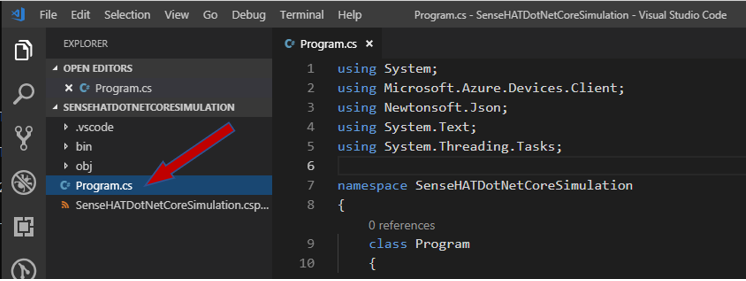 File Edit Selection View Go Debug Terminal Help Program.cs - SenseHATDotNetCoreSimulation - Visual Studio Code
EXPLORER
OPEN EDITORS
Program.cs
SENSEHATDOTNETCORESIMULATION
.vscode
bin
obj
Program.cs
SenseHATDotNetCoreSimulation.csp...
Program.cs
1 using System;
2 using Microsoft.Azure.Devices.Client;
3 using Newtonsoft.Json;
4 using System.Text;
5 using System.Threading.Tasks;
6
7 namespace SenseHATDotNetCoreSimulation
8 {
0 references
9 class Program
10 {